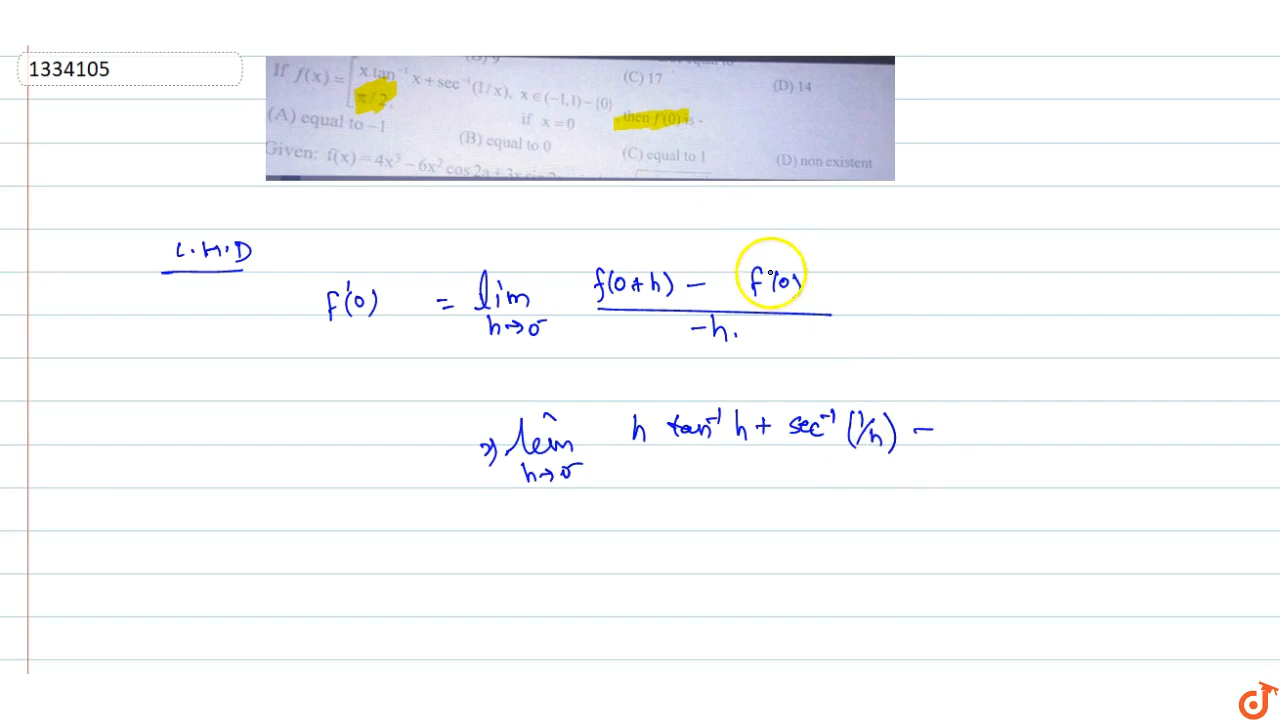 1334105
(C) 17
(D) 14
If f(x) = [ x tan⁻¹ x + sec⁻¹ (1/x), x ∈ (−1, 1) − {0}
π/2, if x = 0 then f'(0) is -
(A) equal to −1 (B) equal to 0 (C) equal to 1 (D) non existent
Given: f(x) = 4x³ − 6x² cos 2a + 3x sin
L.H.D
f'(0) = lim h→0⁻ f(0+h) − f'(0) / −h.
⇒ lim h→0⁻ h tan⁻¹ h + sec⁻¹ (1/h) −